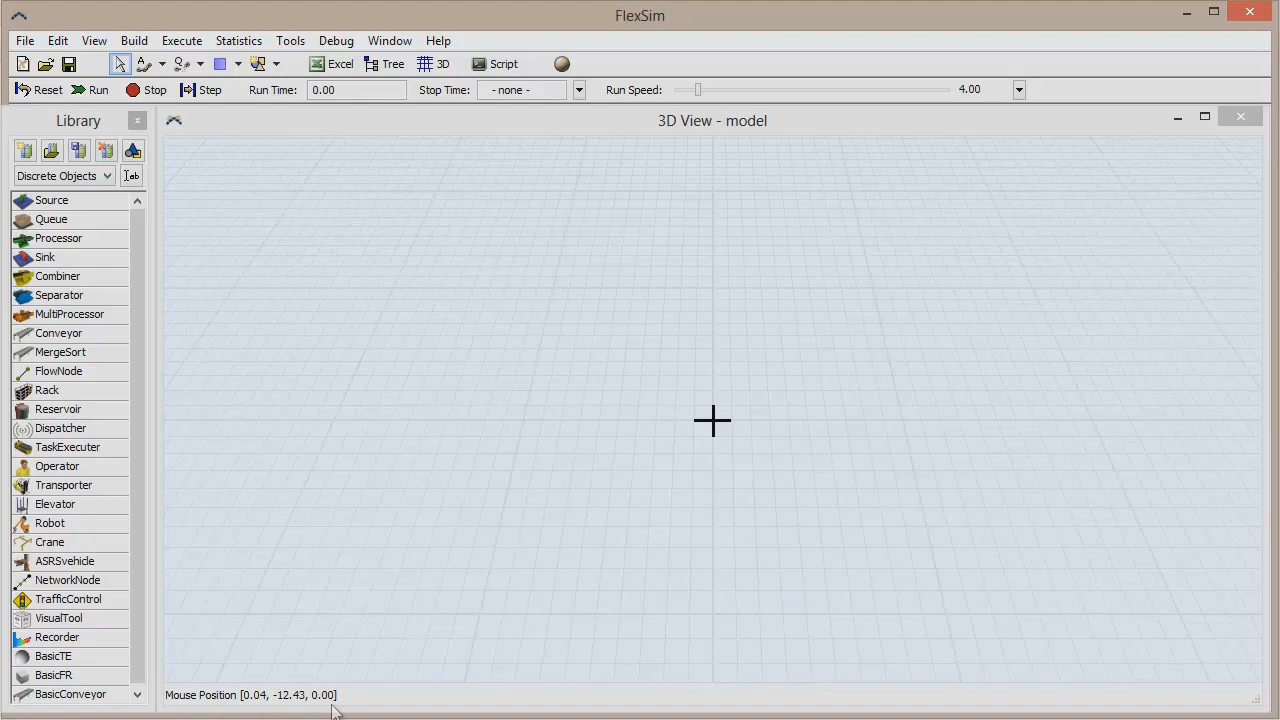 FlexSim
File Edit View Build Execute Statistics Tools Debug Window Help
Excel Tree 3D Script
Reset Run Stop Step Run Time: 0.00 Stop Time: - none - Run Speed: 4.00
Library
3D View - model
Discrete Objects
ab
Source
Queue
Processor
Sink
Combiner
Separator
MultiProcessor
Conveyor
MergeSort
FlowNode
Rack
Reservoir
Dispatcher
TaskExecuter
Operator
Transporter
Elevator
Robot
Crane
ASRSvehicle
NetworkNode
TrafficControl
VisualTool
Recorder
BasicTE
BasicFR
BasicConveyor
Mouse Position [0.04, -12.43, 0.00]